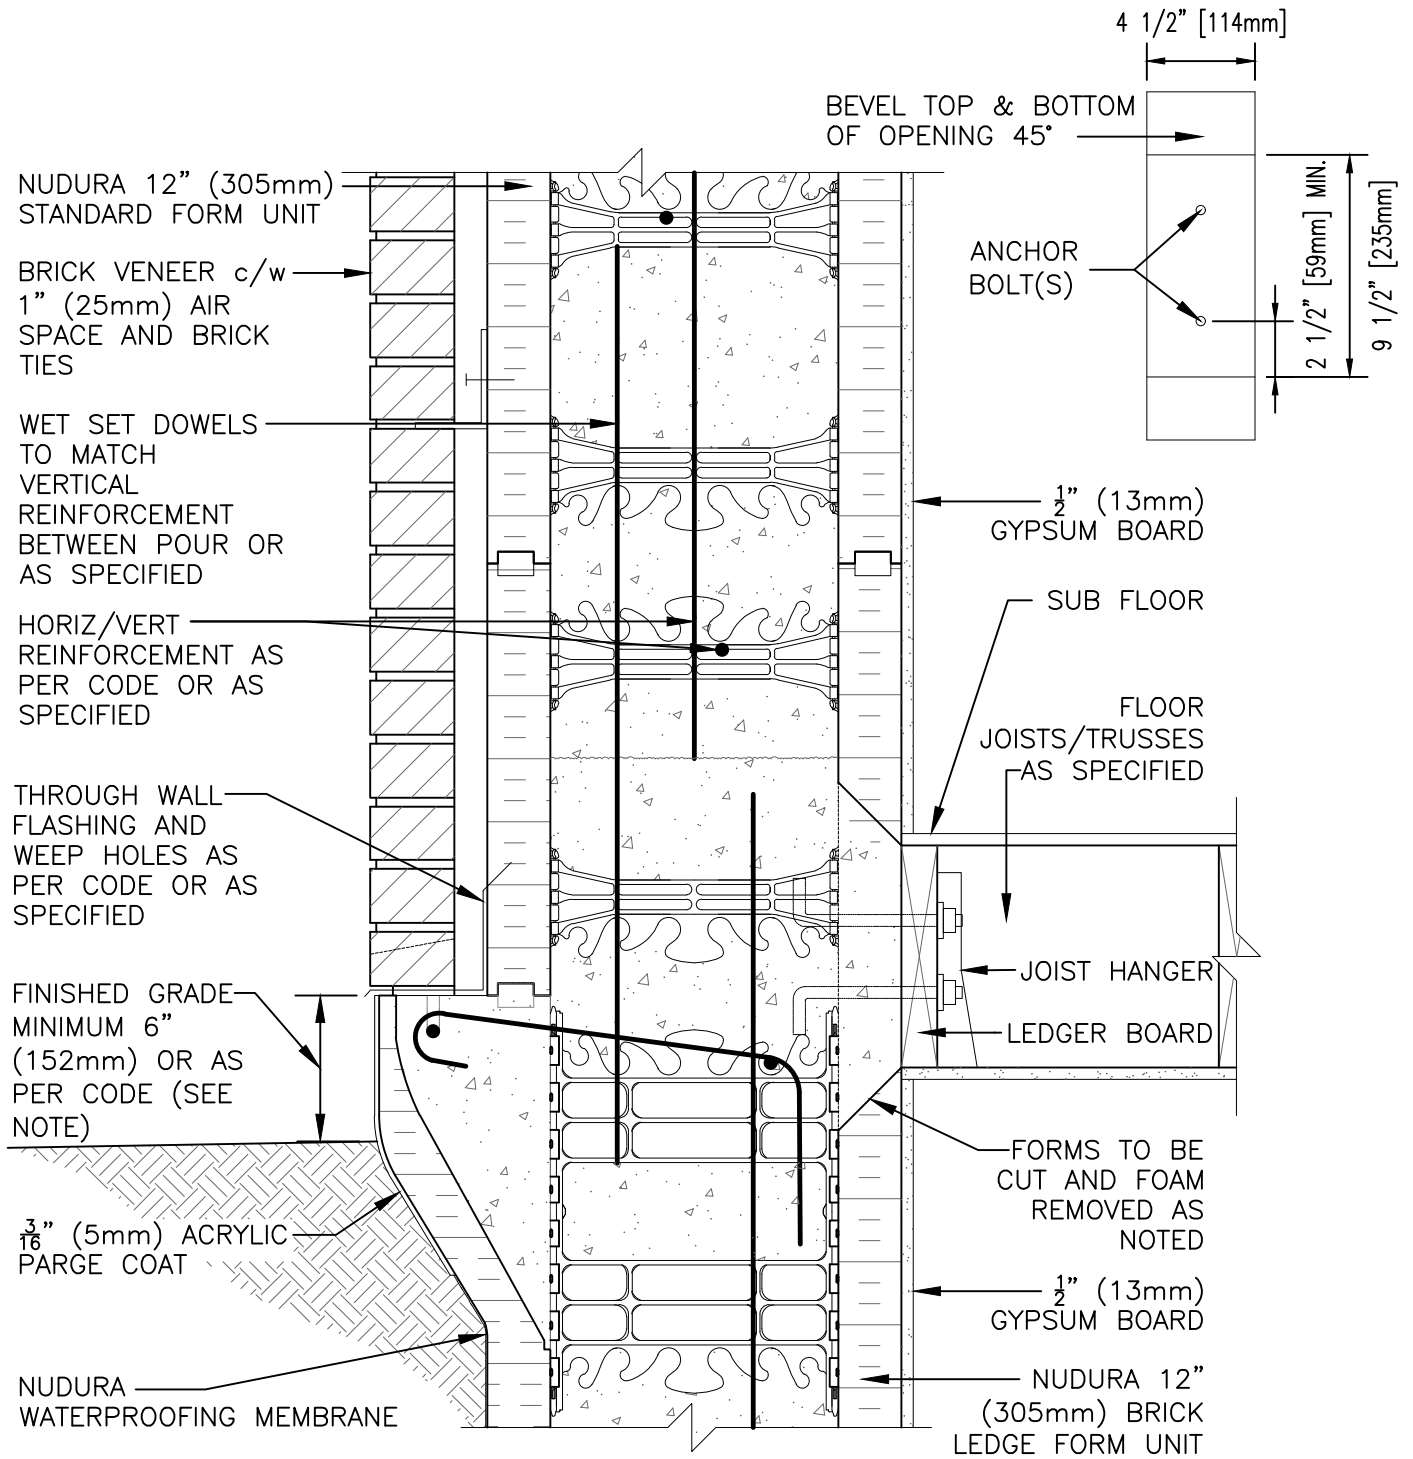 4 1/2” [114mm]
BEVEL TOP & BOTTOM
OF OPENING 45°
NUDURA 12” (305mm)
STANDARD FORM UNIT
BRICK VENEER c/w
1” (25mm) AIR
SPACE AND BRICK
TIES
ANCHOR
BOLT(S)
2 1/2” [59mm] MIN.
9 1/2” [235mm]
WET SET DOWELS
TO MATCH
VERTICAL
REINFORCEMENT
BETWEEN POUR OR
AS SPECIFIED
1/2” (13mm)
GYPSUM BOARD
HORIZ/VERT
REINFORCEMENT AS
PER CODE OR AS
SPECIFIED
SUB FLOOR
FLOOR
JOISTS/TRUSSES
AS SPECIFIED
THROUGH WALL
FLASHING AND
WEEP HOLES AS
PER CODE OR AS
SPECIFIED
JOIST HANGER
LEDGER BOARD
FINISHED GRADE
MINIMUM 6”
(152mm) OR AS
PER CODE (SEE
NOTE)
FORMS TO BE
CUT AND FOAM
REMOVED AS
NOTED
3/16” (5mm) ACRYLIC
PARGE COAT
1/2” (13mm)
GYPSUM BOARD
NUDURA
WATERPROOFING MEMBRANE
NUDURA 12”
(305mm) BRICK
LEDGE FORM UNIT